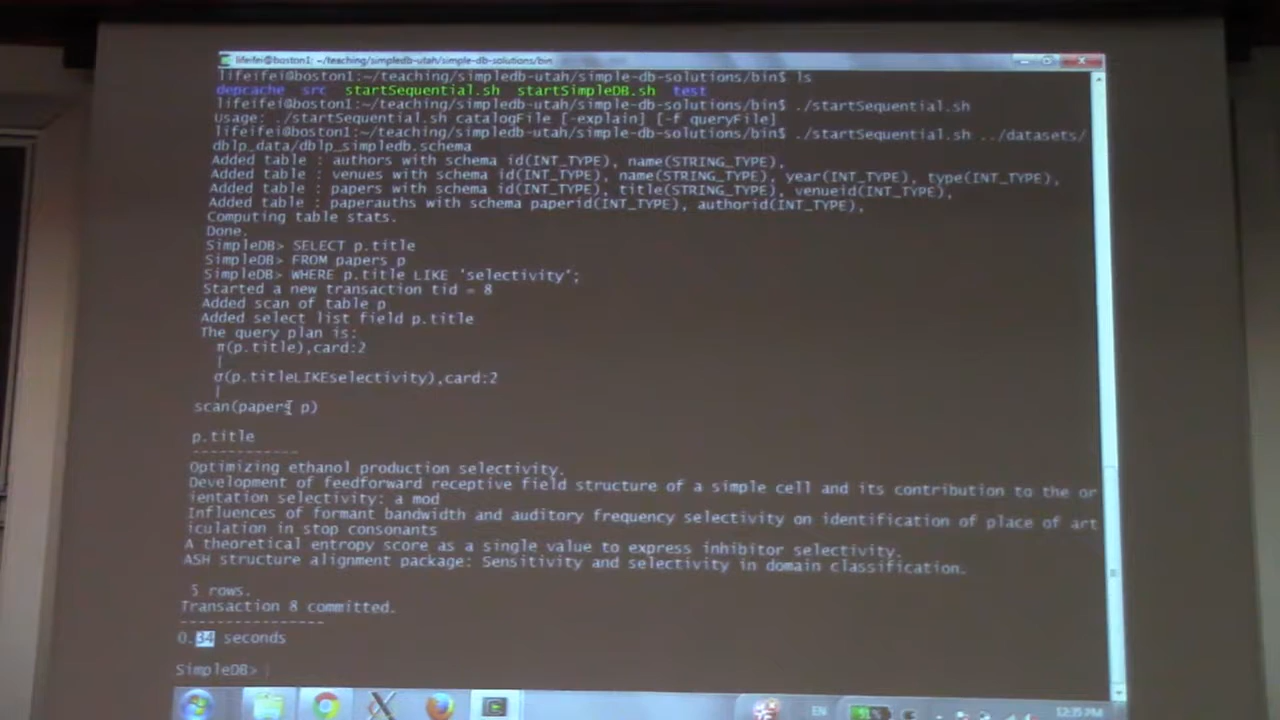 lifeifei@boston1: ~/teaching/simpledb-utah/simple-db-solutions/bin
lifeifei@boston1:~/teaching/simpledb-utah/simple-db-solutions/bin$ ls
depcache src startSequential.sh startSimpleDB.sh test
lifeifei@boston1:~/teaching/simpledb-utah/simple-db-solutions/bin$ ./startSequential.sh
Usage: ./startSequential.sh catalogFile [-explain] [-f queryFile]
lifeifei@boston1:~/teaching/simpledb-utah/simple-db-solutions/bin$ ./startSequential.sh ../datasets/
dblp_data/dblp_simpledb.schema
Added table : authors with schema id(INT_TYPE), name(STRING_TYPE),
Added table : venues with schema id(INT_TYPE), name(STRING_TYPE), year(INT_TYPE), type(INT_TYPE),
Added table : papers with schema id(INT_TYPE), title(STRING_TYPE), venueid(INT_TYPE),
Added table : paperauths with schema paperid(INT_TYPE), authorid(INT_TYPE),
Computing table stats.
Done.
SimpleDB> SELECT p.title
SimpleDB> FROM papers p
SimpleDB> WHERE p.title LIKE 'selectivity';
Started a new transaction tid = 8
Added scan of table p
Added select list field p.title
The query plan is:
π(p.title),card:2
|
σ(p.titleLIKEselectivity),card:2
|
scan(papers p)
p.title
------------
Optimizing ethanol production selectivity.
Development of feedforward receptive field structure of a simple cell and its contribution to the or
ientation selectivity: a mod
Influences of formant bandwidth and auditory frequency selectivity on identification of place of art
iculation in stop consonants
A theoretical entropy score as a single value to express inhibitor selectivity.
ASH structure alignment package: Sensitivity and selectivity in domain classification.
5 rows.
Transaction 8 committed.
----------------
0.34 seconds
SimpleDB>
EN
51%
12:35 PM